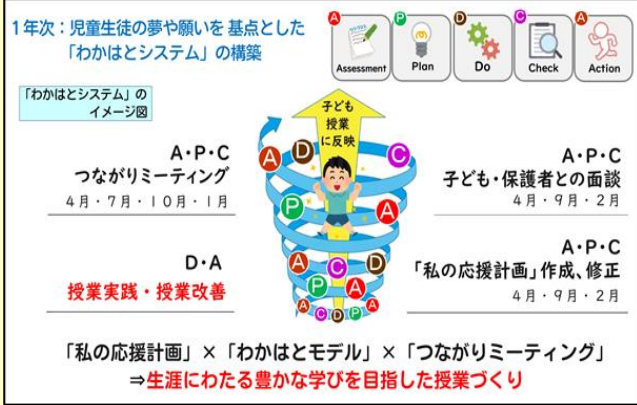 1年次：児童生徒の夢や願いを 基点とした
「わかはとシステム」の構築
A P D C A
Assessment Plan Do Check Action
「わかはとシステム」の
イメージ図
子ども
授業
に反映
A・P・C
つながりミーティング
4月・7月・10月・1月
D・A
授業実践・授業改善
A D C
P A
A C D
P A
A C D P A
A・P・C
子ども・保護者との面談
4月・9月・2月
A・P・C
「私の応援計画」作成、修正
4月・9月・2月
「私の応援計画」×「わかはとモデル」×「つながりミーティング」
⇒生涯にわたる豊かな学びを目指した授業づくり